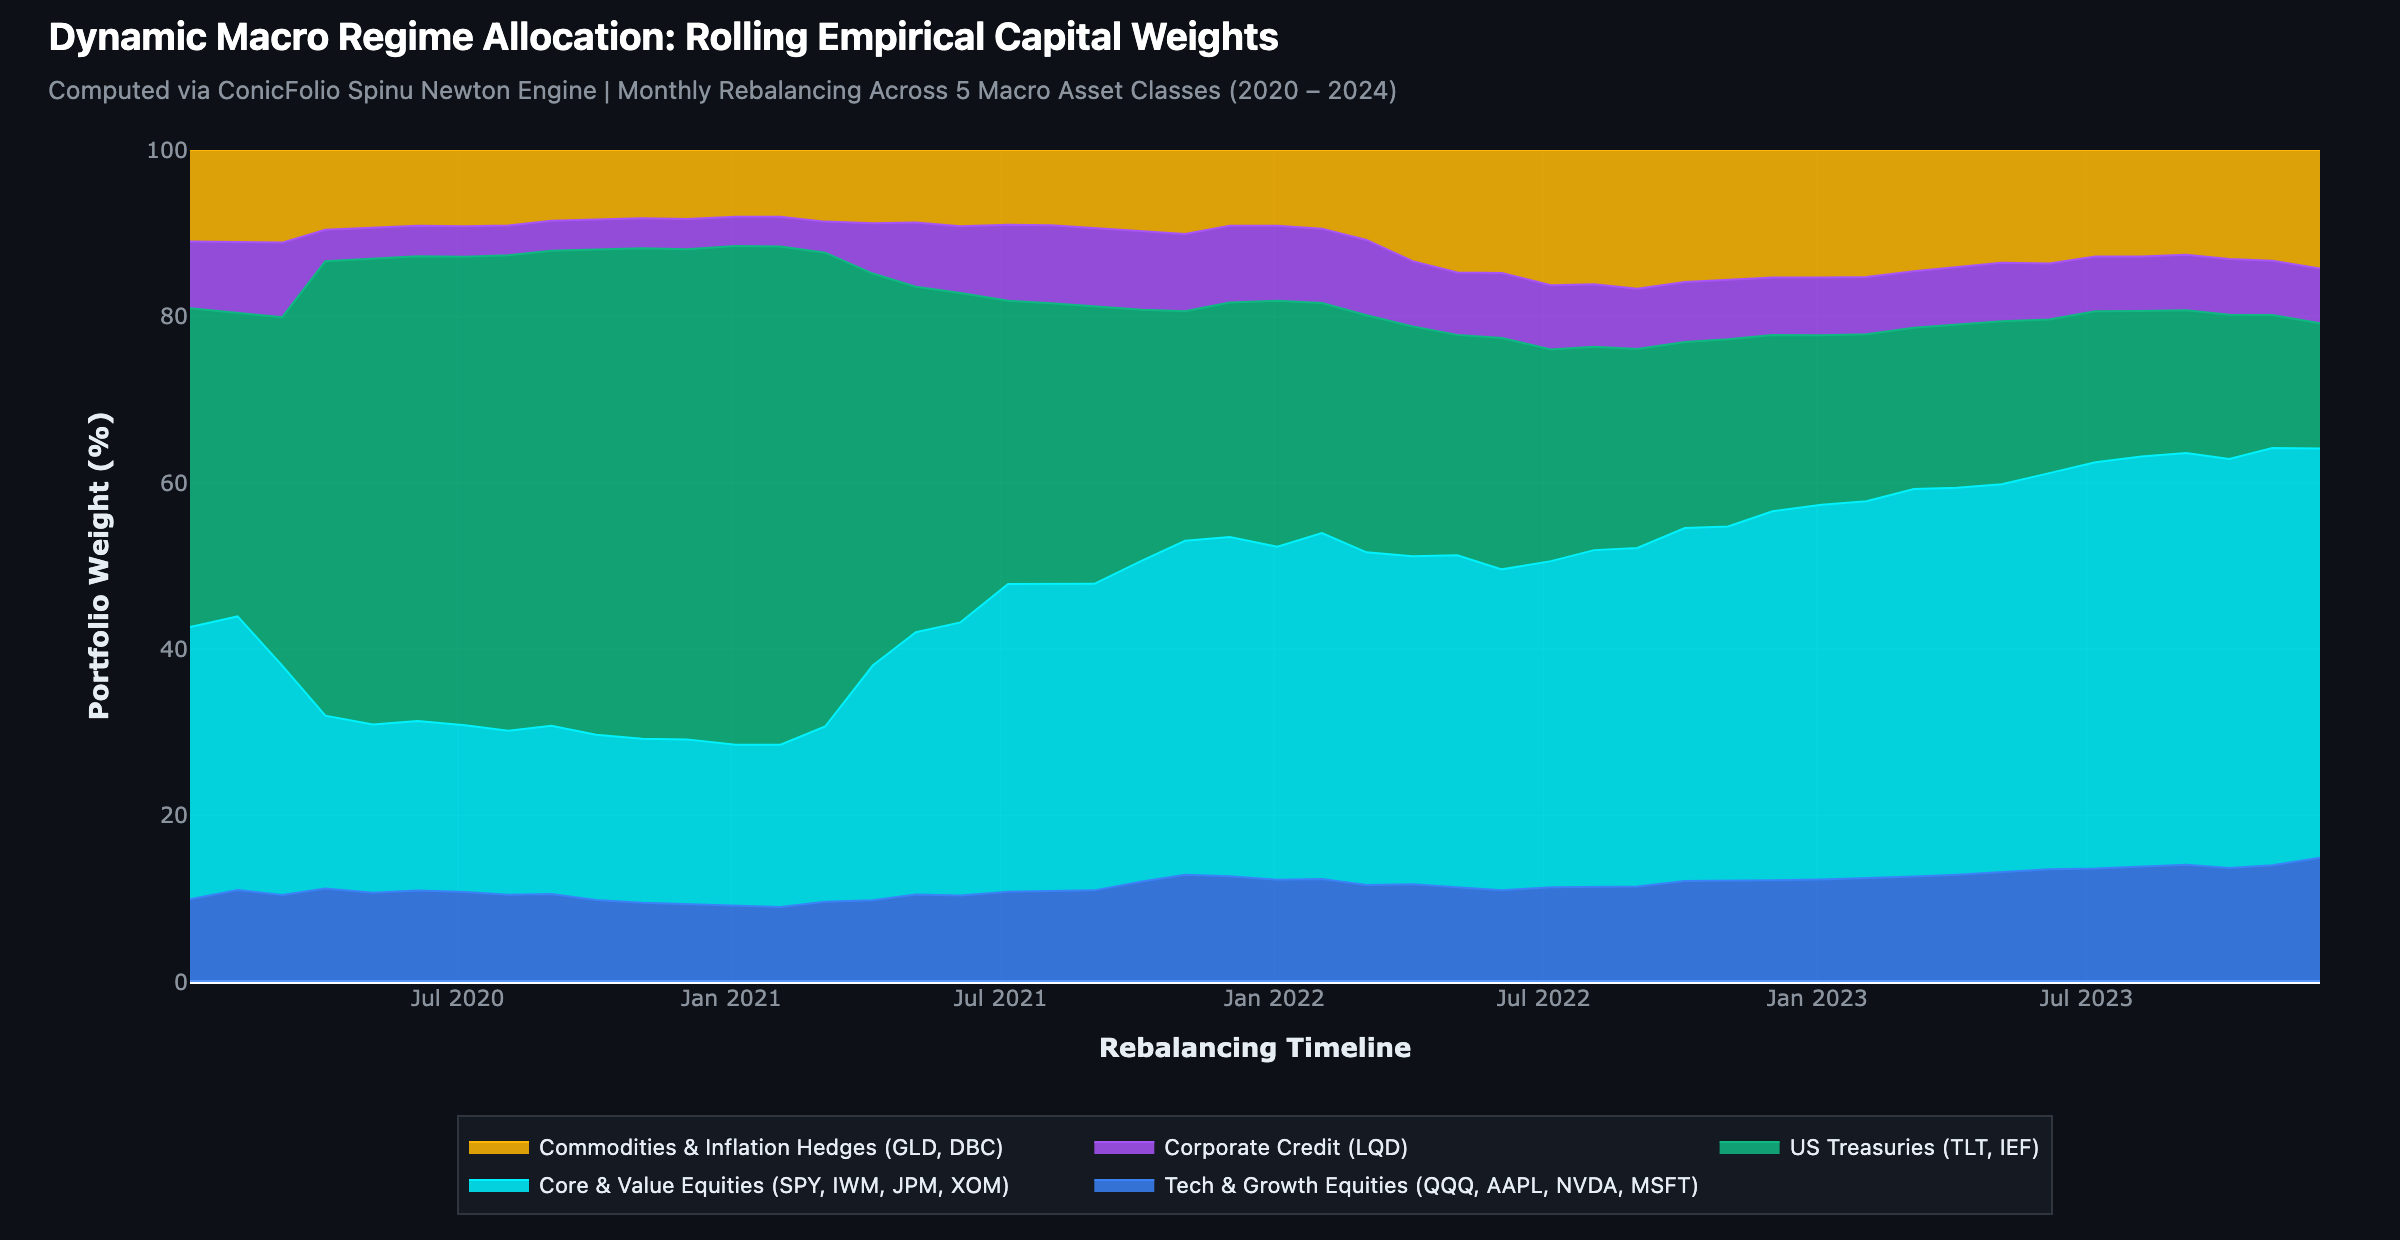 Dynamic Macro Regime Allocation: Rolling Empirical Capital Weights
Computed via ConicFolio Spinu Newton Engine | Monthly Rebalancing Across 5 Macro Asset Classes (2020 – 2024)
Portfolio Weight (%)
100
80
60
40
20
0
Jul 2020
Jan 2021
Jul 2021
Jan 2022
Jul 2022
Jan 2023
Jul 2023
Rebalancing Timeline
Commodities & Inflation Hedges (GLD, DBC)
Corporate Credit (LQD)
US Treasuries (TLT, IEF)
Core & Value Equities (SPY, IWM, JPM, XOM)
Tech & Growth Equities (QQQ, AAPL, NVDA, MSFT)